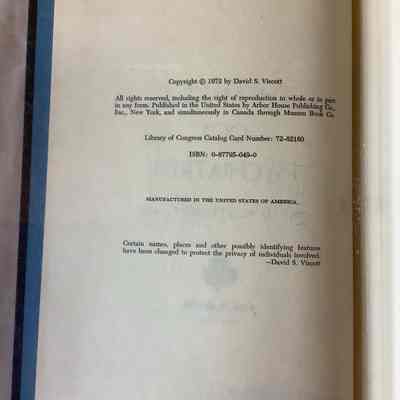 Copyright © 1972 by David S. Viscott
All rights reserved, including the right of reproduction in whole or in part
in any form. Published in the United States by Arbor House Publishing Co.,
Inc., New York, and simultaneously in Canada through Musson Book Co.
Library of Congress Catalog Card Number: 72-82160
ISBN: 0-87795-049-0
MANUFACTURED IN THE UNITED STATES OF AMERICA.
Certain names, places and other possibly identifying features
have been changed to protect the privacy of individuals involved.
—David S. Viscott